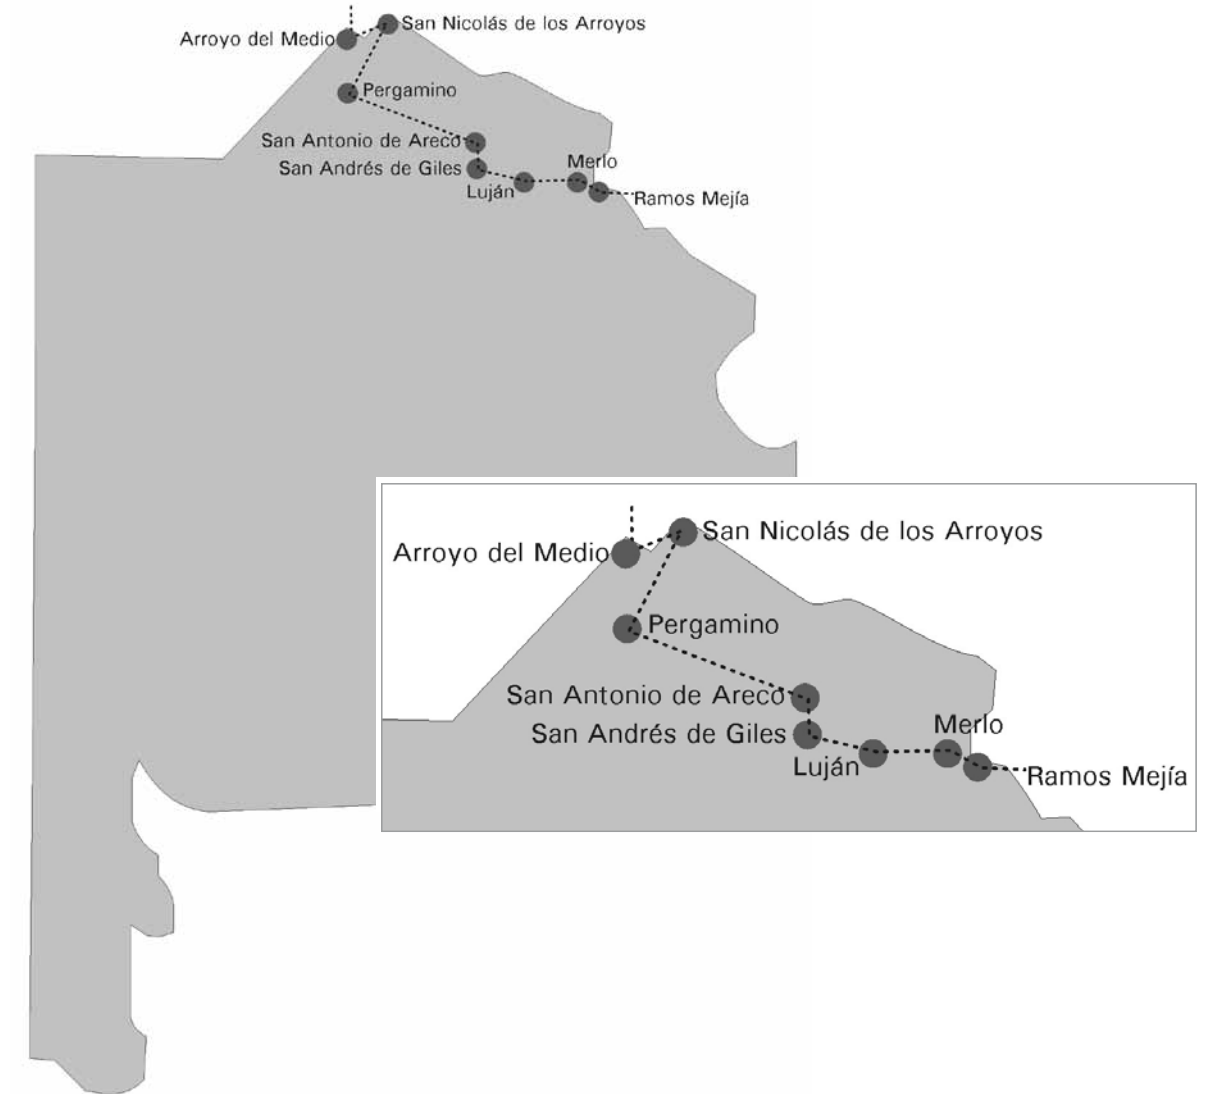 San Nicolás de los Arroyos
Arroyo del Medio
Pergamino
San Antonio de Areco
San Andrés de Giles
Merlo
Luján
Ramos Mejía
San Nicolás de los Arroyos
Arroyo del Medio
Pergamino
San Antonio de Areco
San Andrés de Giles
Merlo
Luján
Ramos Mejía